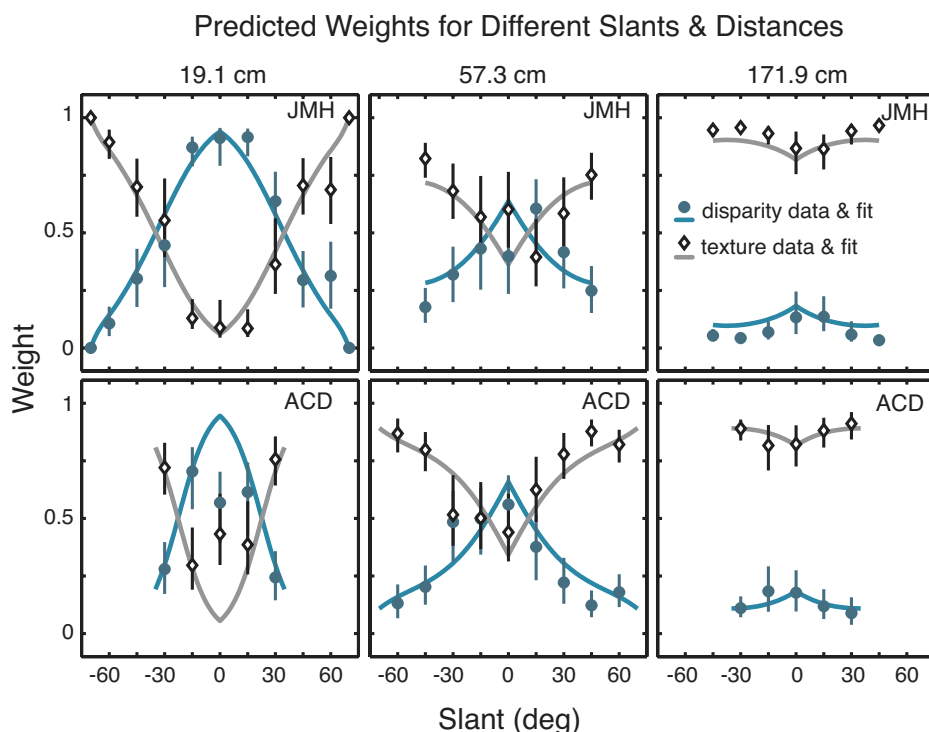 Predicted Weights for Different Slants & Distances
19.1 cm 57.3 cm 171.9 cm
1 JMH JMH JMH
disparity data & fit
0.5
texture data & fit
0
Weight
1 ACD ACD ACD
0.5
0
-60 -30 0 30 60 -60 -30 0 30 60 -60 -30 0 30 60
Slant (deg)